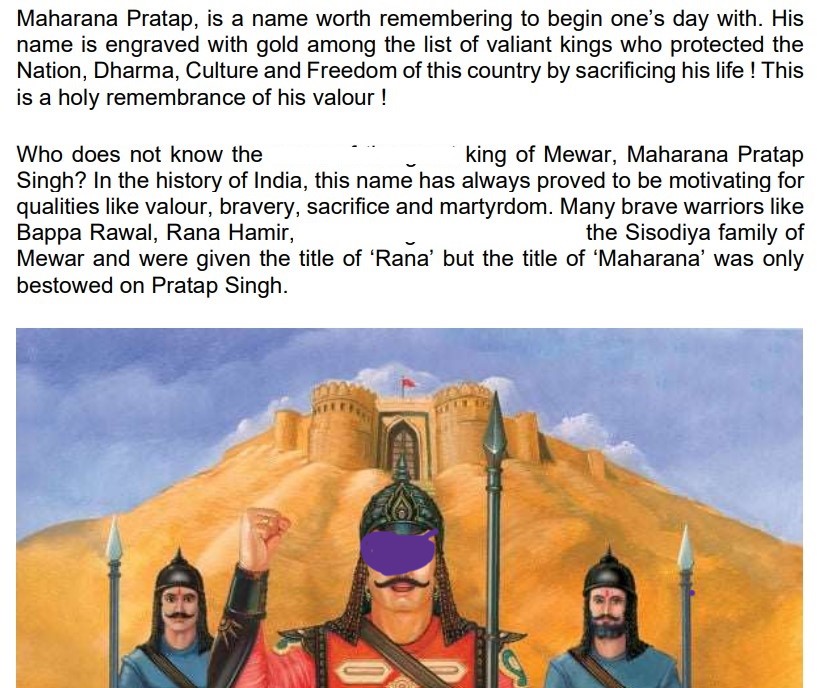 Maharana Pratap, is a name worth remembering to begin one’s day with. His
name is engraved with gold among the list of valiant kings who protected the
Nation, Dharma, Culture and Freedom of this country by sacrificing his life ! This
is a holy remembrance of his valour !
Who does not know the king of Mewar, Maharana Pratap
Singh? In the history of India, this name has always proved to be motivating for
qualities like valour, bravery, sacrifice and martyrdom. Many brave warriors like
Bappa Rawal, Rana Hamir, the Sisodiya family of
Mewar and were given the title of ‘Rana’ but the title of ‘Maharana’ was only
bestowed on Pratap Singh.